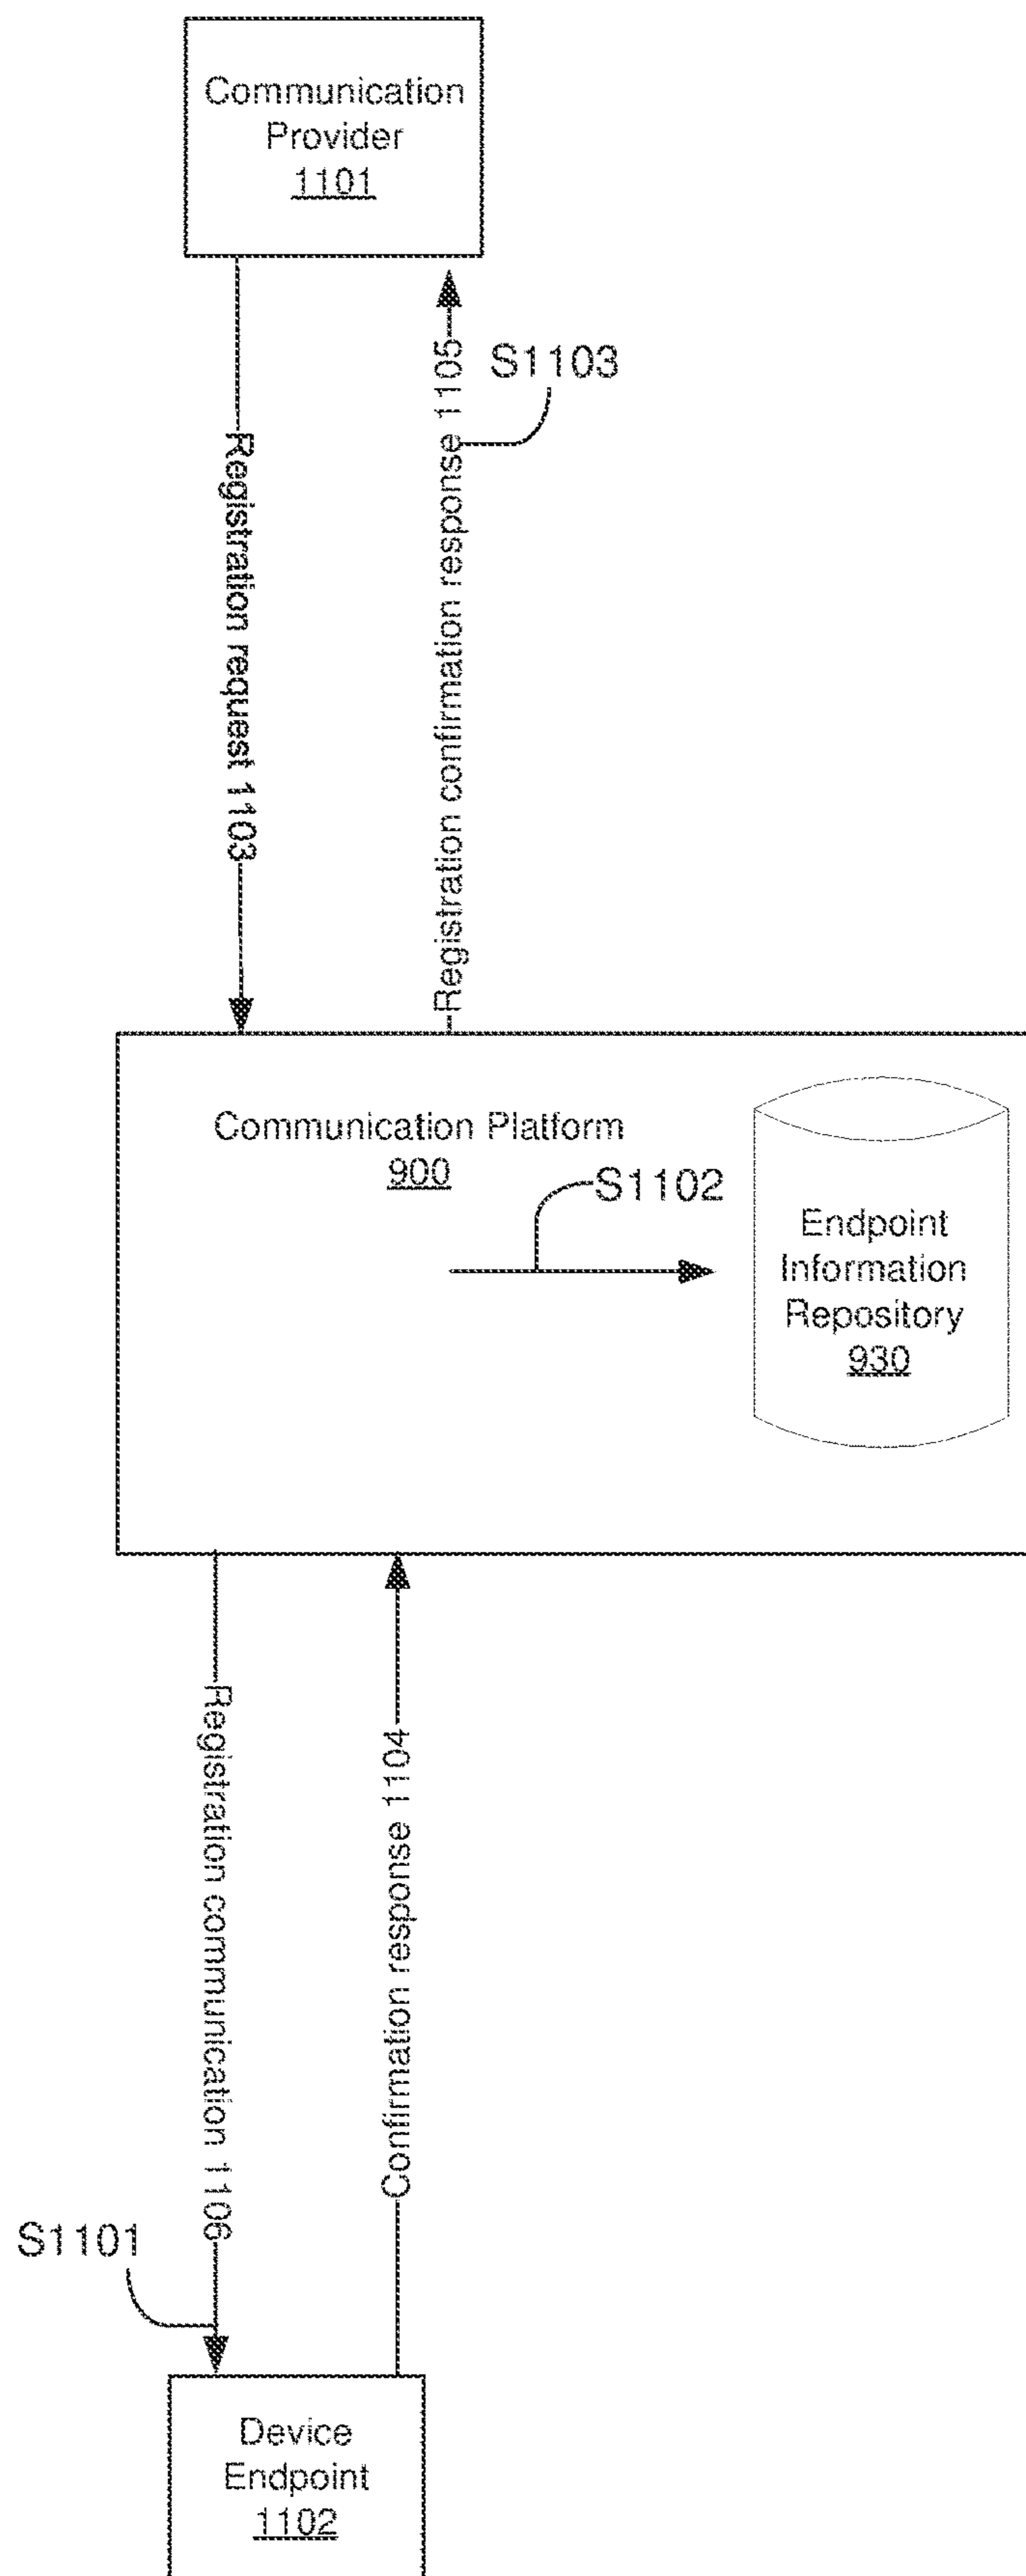 Communication
Provider
1101
Registration request 1103
Registration confirmation response 1105
S1103
Communication Platform
900
S1102
Endpoint
Information
Repository
930
Registration communication 1106
Confirmation response 1104
S1101
Device
Endpoint
1102